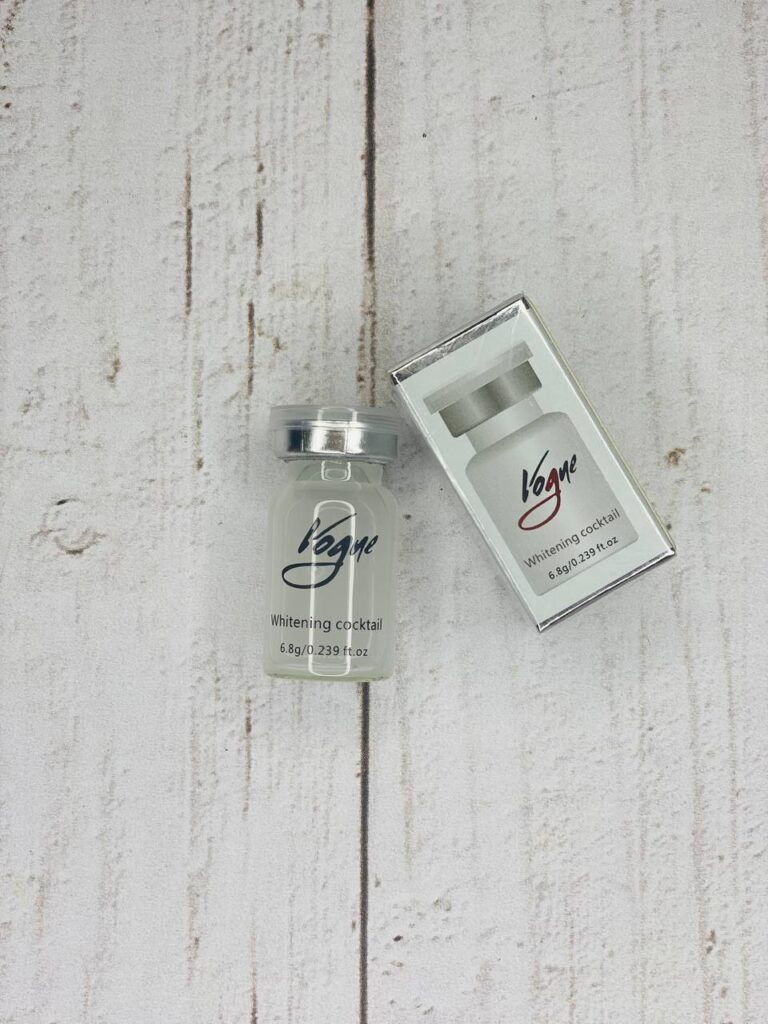 Vogue
Whitening cocktail
6.8g/0.239 ft.oz
Vogue
Whitening cocktail
6.8g/0.239 ft.oz